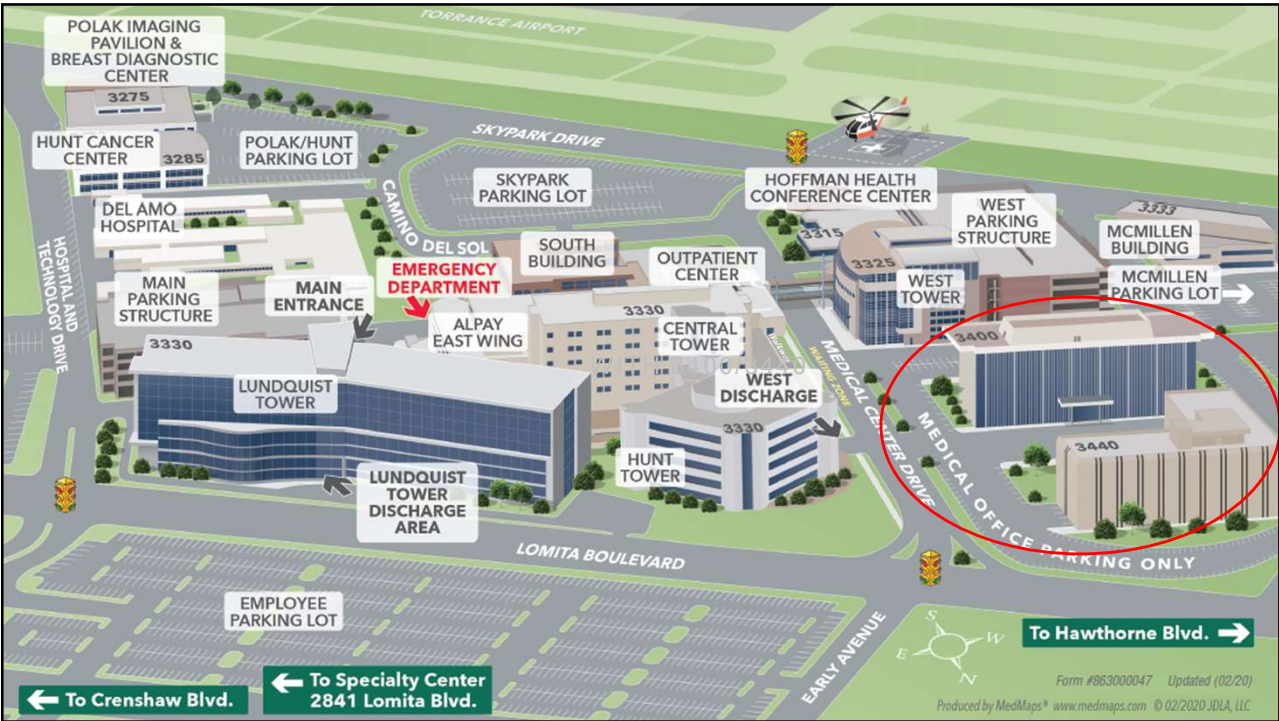 TORRANCE AIRPORT
POLAK IMAGING
PAVILION &
BREAST DIAGNOSTIC
CENTER
3275
HUNT CANCER
CENTER
3285
POLAK/HUNT
PARKING LOT
SKYPARK DRIVE
SKYPARK
PARKING LOT
HOFFMAN HEALTH
CONFERENCE CENTER
WEST
PARKING
STRUCTURE
3333
MCMILLEN
BUILDING
MCMILLEN
PARKING LOT
DEL AMO
HOSPITAL
CAMINO DEL SOL
SOUTH
BUILDING
OUTPATIENT
CENTER
3315
3325
WEST
TOWER
HOSPITAL AND
TECHNOLOGY DRIVE
MAIN
PARKING
STRUCTURE
MAIN
ENTRANCE
EMERGENCY
DEPARTMENT
ALPAY
EAST WING
3330
CENTRAL
TOWER
WAITING ZONE
MEDICAL CENTER DRIVE
3400
3330
LUNDQUIST
TOWER
WEST
DISCHARGE
3330
HUNT
TOWER
3440
MEDICAL OFFICE PARKING ONLY
LUNDQUIST
TOWER
DISCHARGE
AREA
LOMITA BOULEVARD
EMPLOYEE
PARKING LOT
EARLY AVENUE
S
W
E
N
To Hawthorne Blvd.
To Crenshaw Blvd.
To Specialty Center
2841 Lomita Blvd.
Form #863000047 Updated (02/20)
Produced by MedMaps® www.medmaps.com © 02/2020 JDLA, LLC